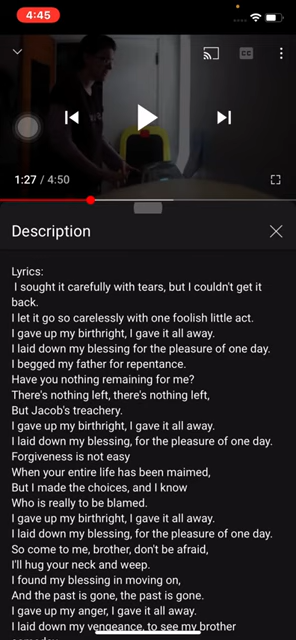 4:45
CC
1:27 / 4:50
Description
Lyrics:
I sought it carefully with tears, but I couldn't get it
back.
I let it go so carelessly with one foolish little act.
I gave up my birthright, I gave it all away.
I laid down my blessing for the pleasure of one day.
I begged my father for repentance.
Have you nothing remaining for me?
There's nothing left, there's nothing left,
But Jacob's treachery.
I gave up my birthright, I gave it all away.
I laid down my blessing, for the pleasure of one day.
Forgiveness is not easy
When your entire life has been maimed,
But I made the choices, and I know
Who is really to be blamed.
I gave up my birthright, I gave it all away.
I laid down my blessing, for the pleasure of one day.
So come to me, brother, don't be afraid,
I'll hug your neck and weep.
I found my blessing in moving on,
And the past is gone, the past is gone.
I gave up my anger, I gave it all away.
I laid down my vengeance, to see my brother